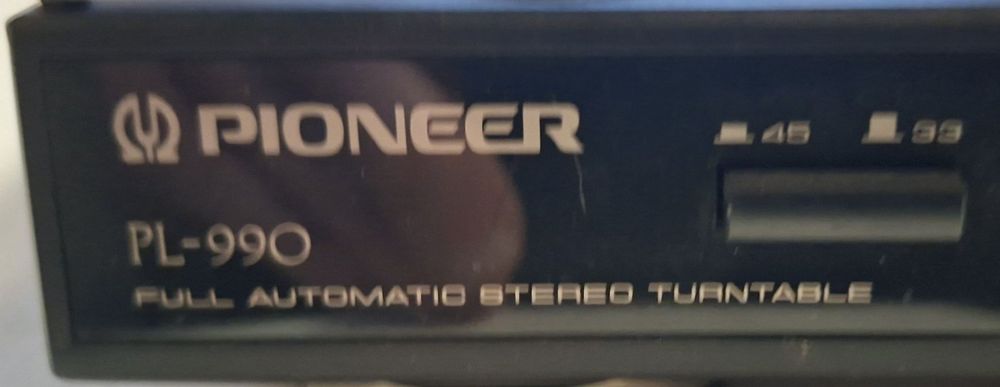 PIONEER
45 33
PL-990
FULL AUTOMATIC STEREO TURNTABLE